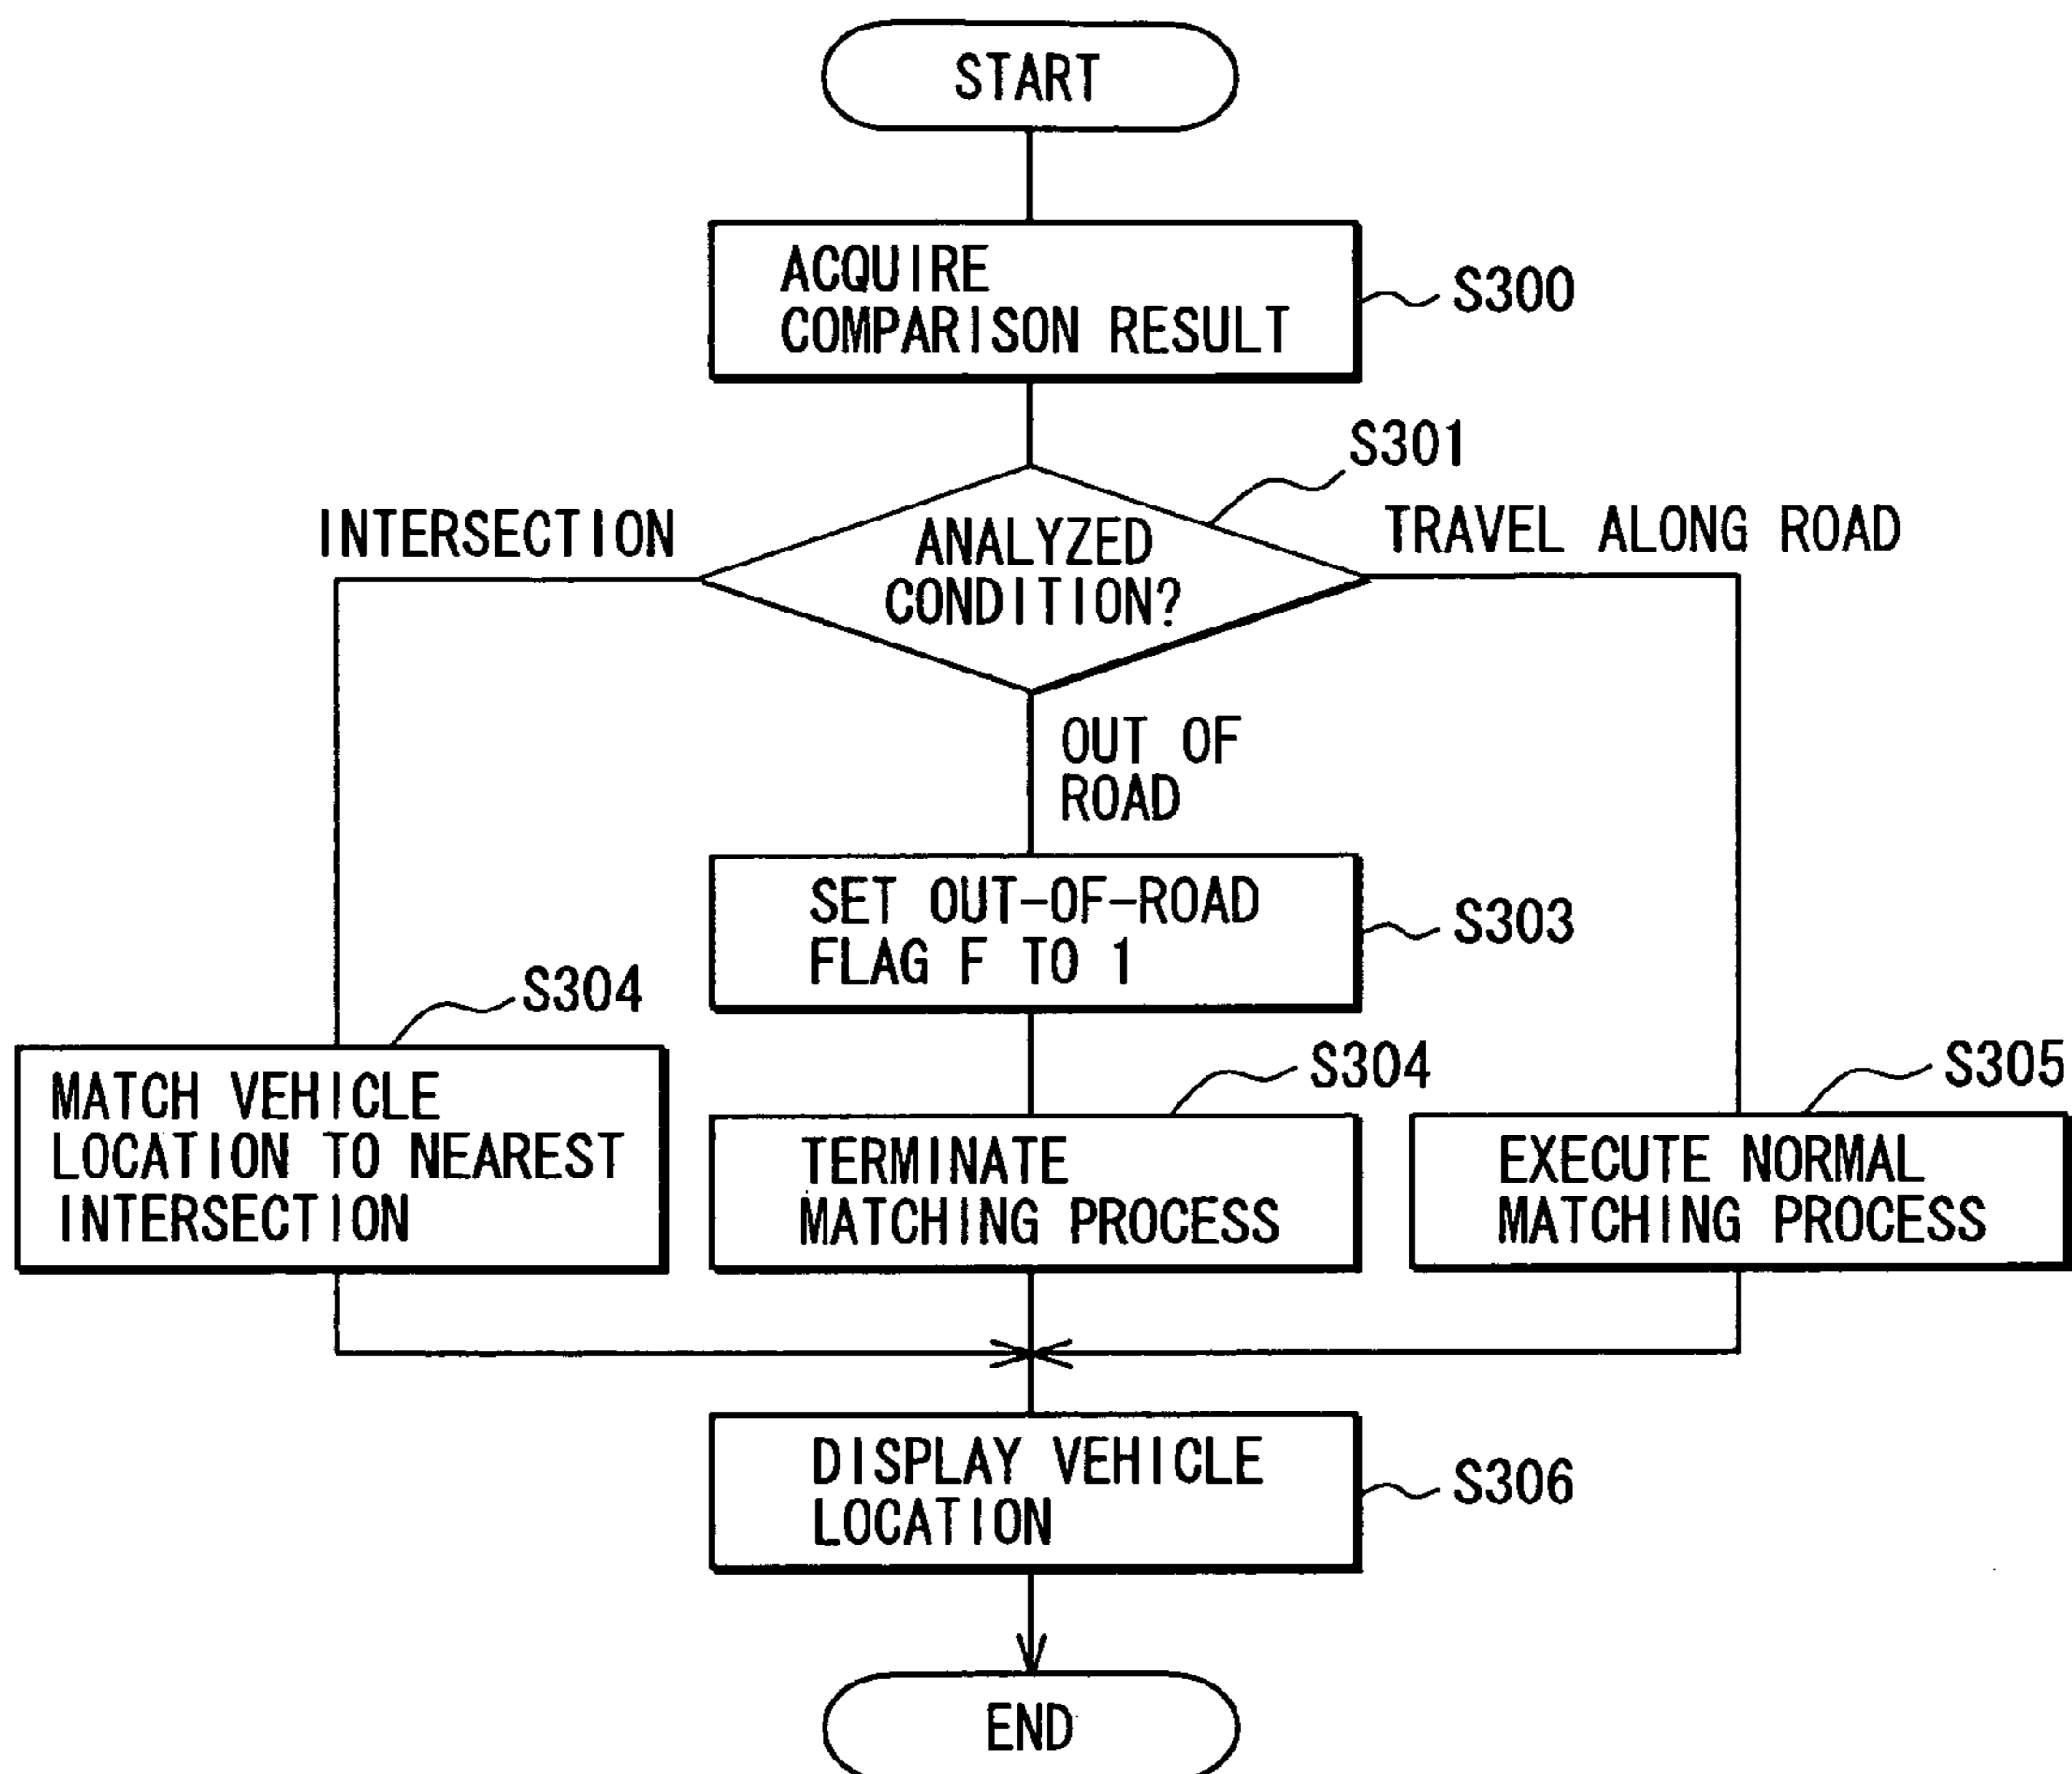 START
ACQUIRE
COMPARISON RESULT
S300
S301
INTERSECTION
ANALYZED
CONDITION?
TRAVEL ALONG ROAD
OUT OF
ROAD
SET OUT-OF-ROAD
FLAG F TO 1
S303
S304
MATCH VEHICLE
LOCATION TO NEAREST
INTERSECTION
S304
TERMINATE
MATCHING PROCESS
S305
EXECUTE NORMAL
MATCHING PROCESS
DISPLAY VEHICLE
LOCATION
S306
END